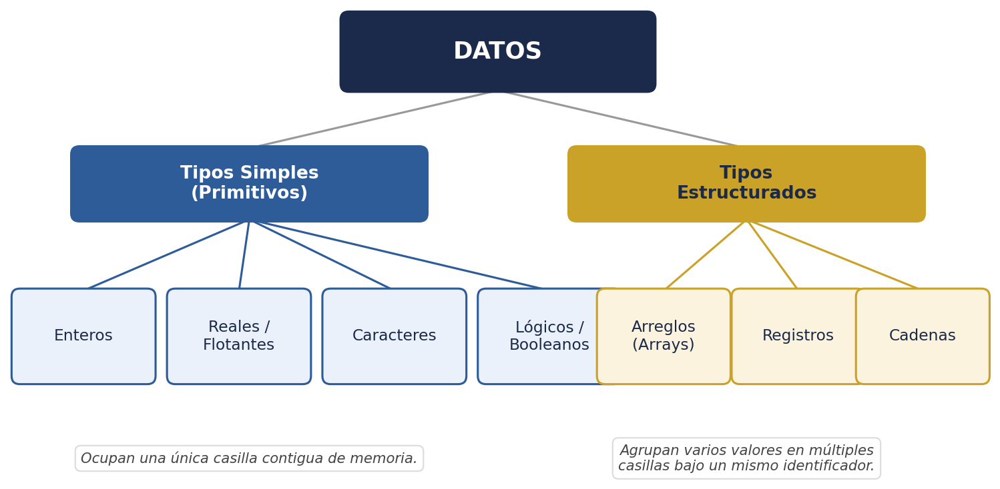 DATOS
Tipos Simples
(Primitivos)
Tipos
Estructurados
Enteros
Reales /
Flotantes
Caracteres
Lógicos /
Booleanos
Arreglos
(Arrays)
Registros
Cadenas
Ocupan una única casilla contigua de memoria.
Agrupan varios valores en múltiples
casillas bajo un mismo identificador.